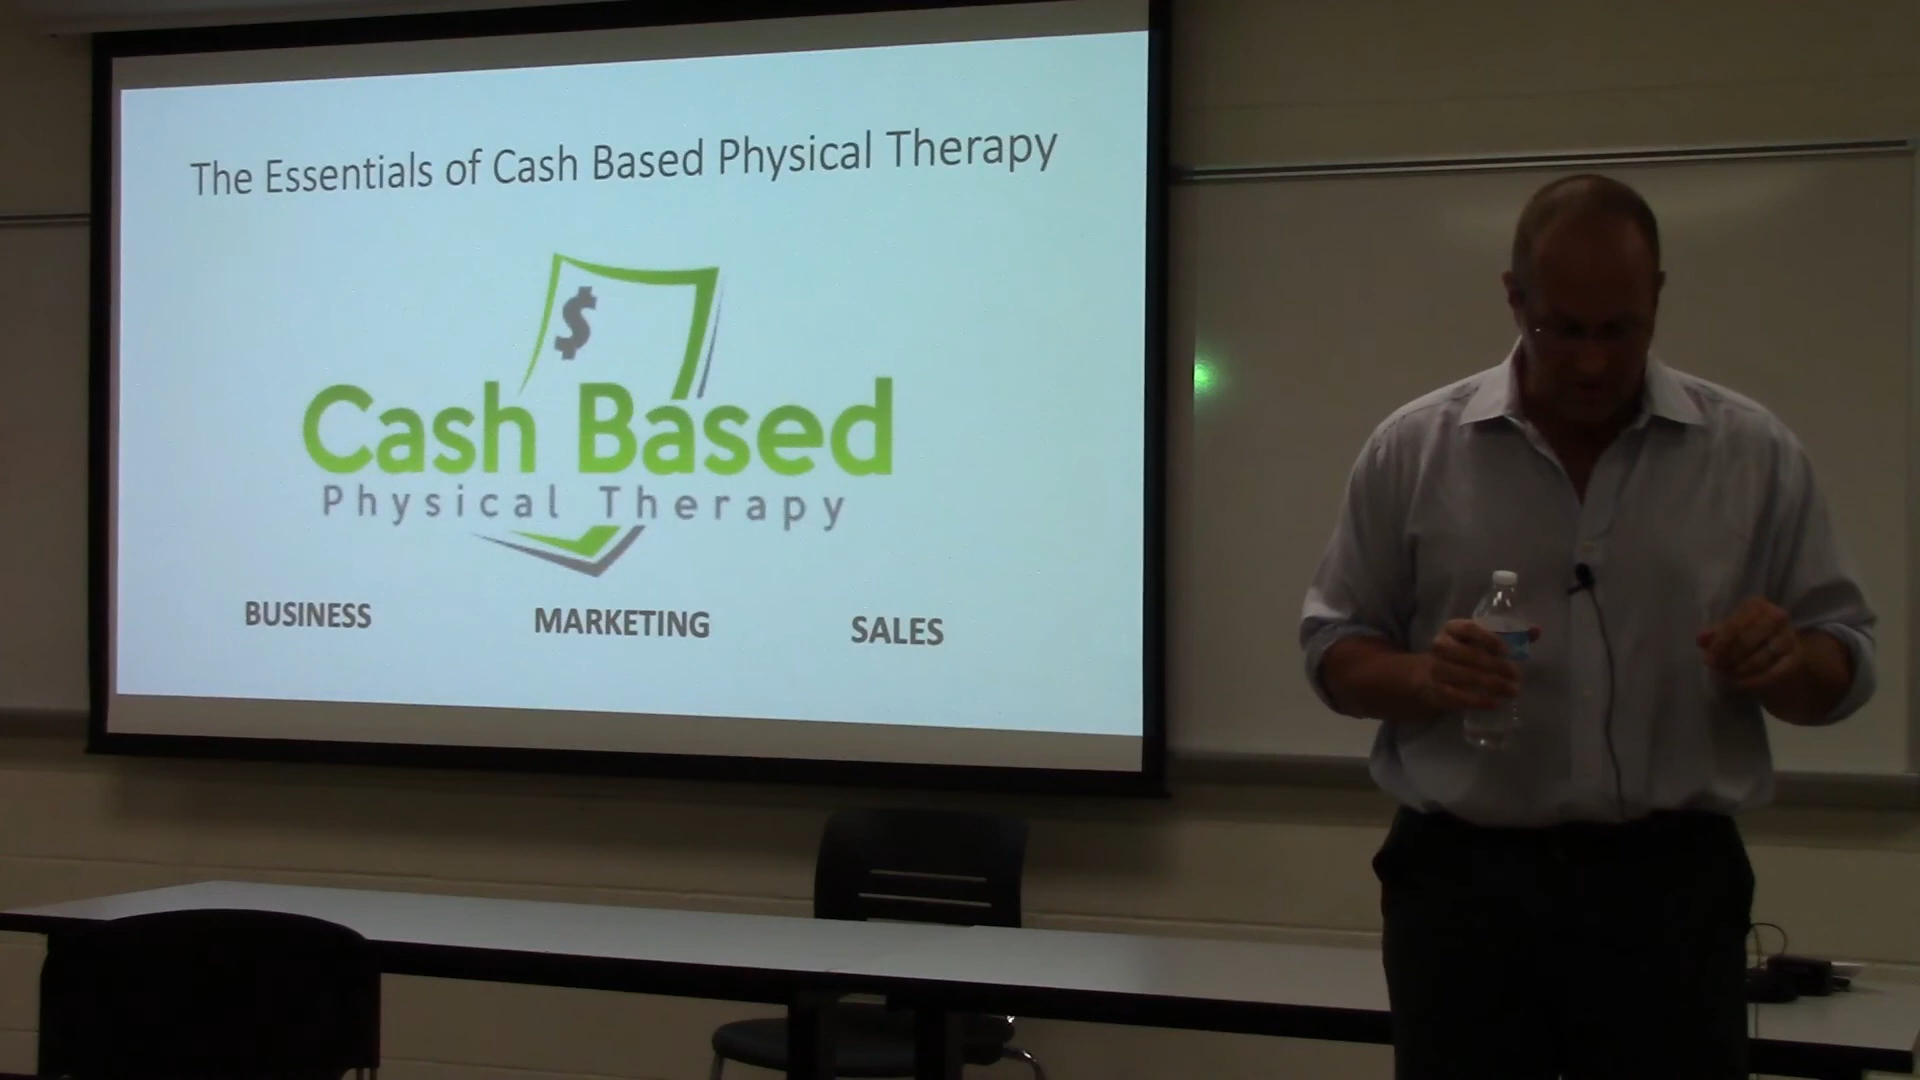 The Essentials of Cash Based Physical Therapy
$
Cash Based
Physical Therapy
BUSINESS MARKETING SALES